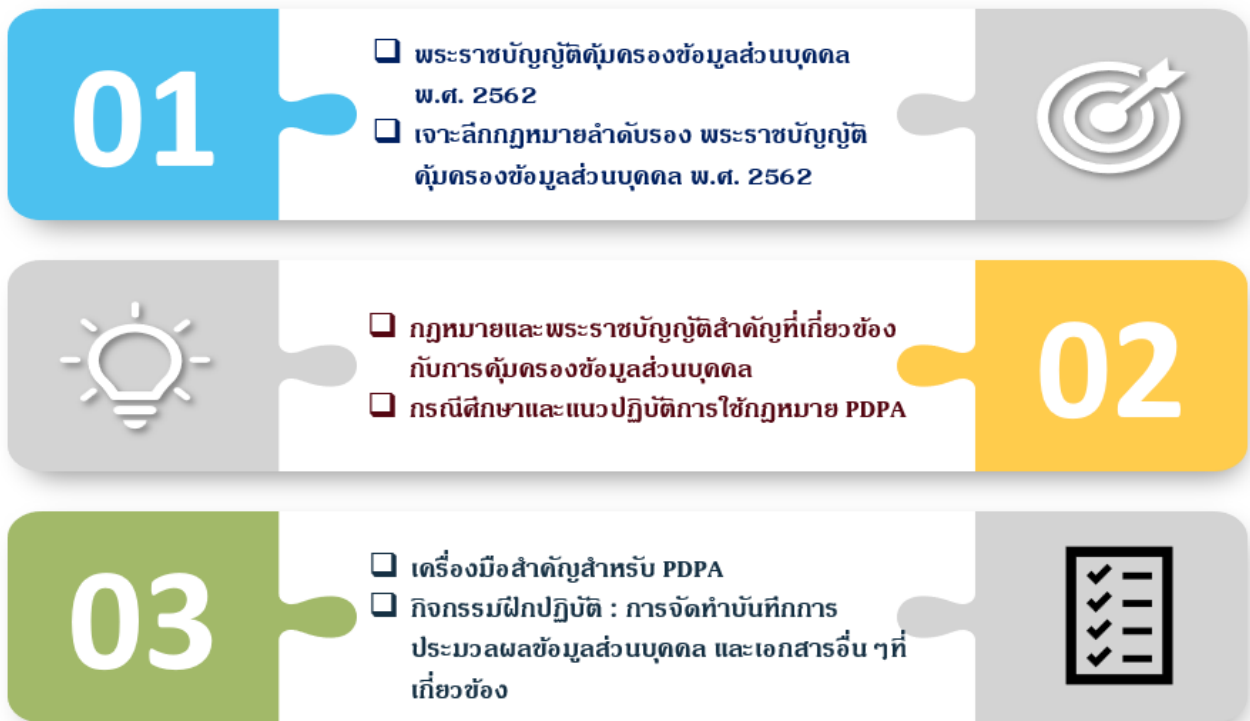 01
❑ พระราชบัญญัติคุ้มครองข้อมูลส่วนบุคคล
พ.ศ. 2562
❑ เจาะลึกกฎหมายลำดับรอง พระราชบัญญัติ
คุ้มครองข้อมูลส่วนบุคคล พ.ศ. 2562
❑ กฎหมายและพระราชบัญญัติสำคัญที่เกี่ยวข้อง
กับการคุ้มครองข้อมูลส่วนบุคคล
❑ กรณีศึกษาและแนวปฏิบัติการใช้กฎหมาย PDPA
02
03
❑ เครื่องมือสำคัญสำหรับ PDPA
❑ กิจกรรมฝึกปฏิบัติ : การจัดทำบันทึกการ
ประมวลผลข้อมูลส่วนบุคคล และเอกสารอื่น ๆที่
เกี่ยวข้อง